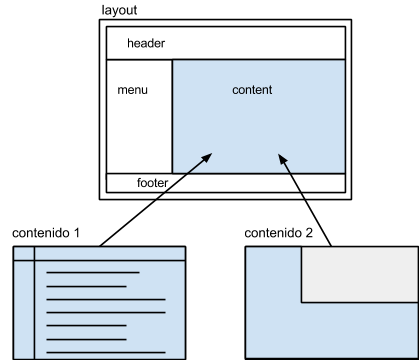 layout
header
menu
content
footer
contenido 1
contenido 2